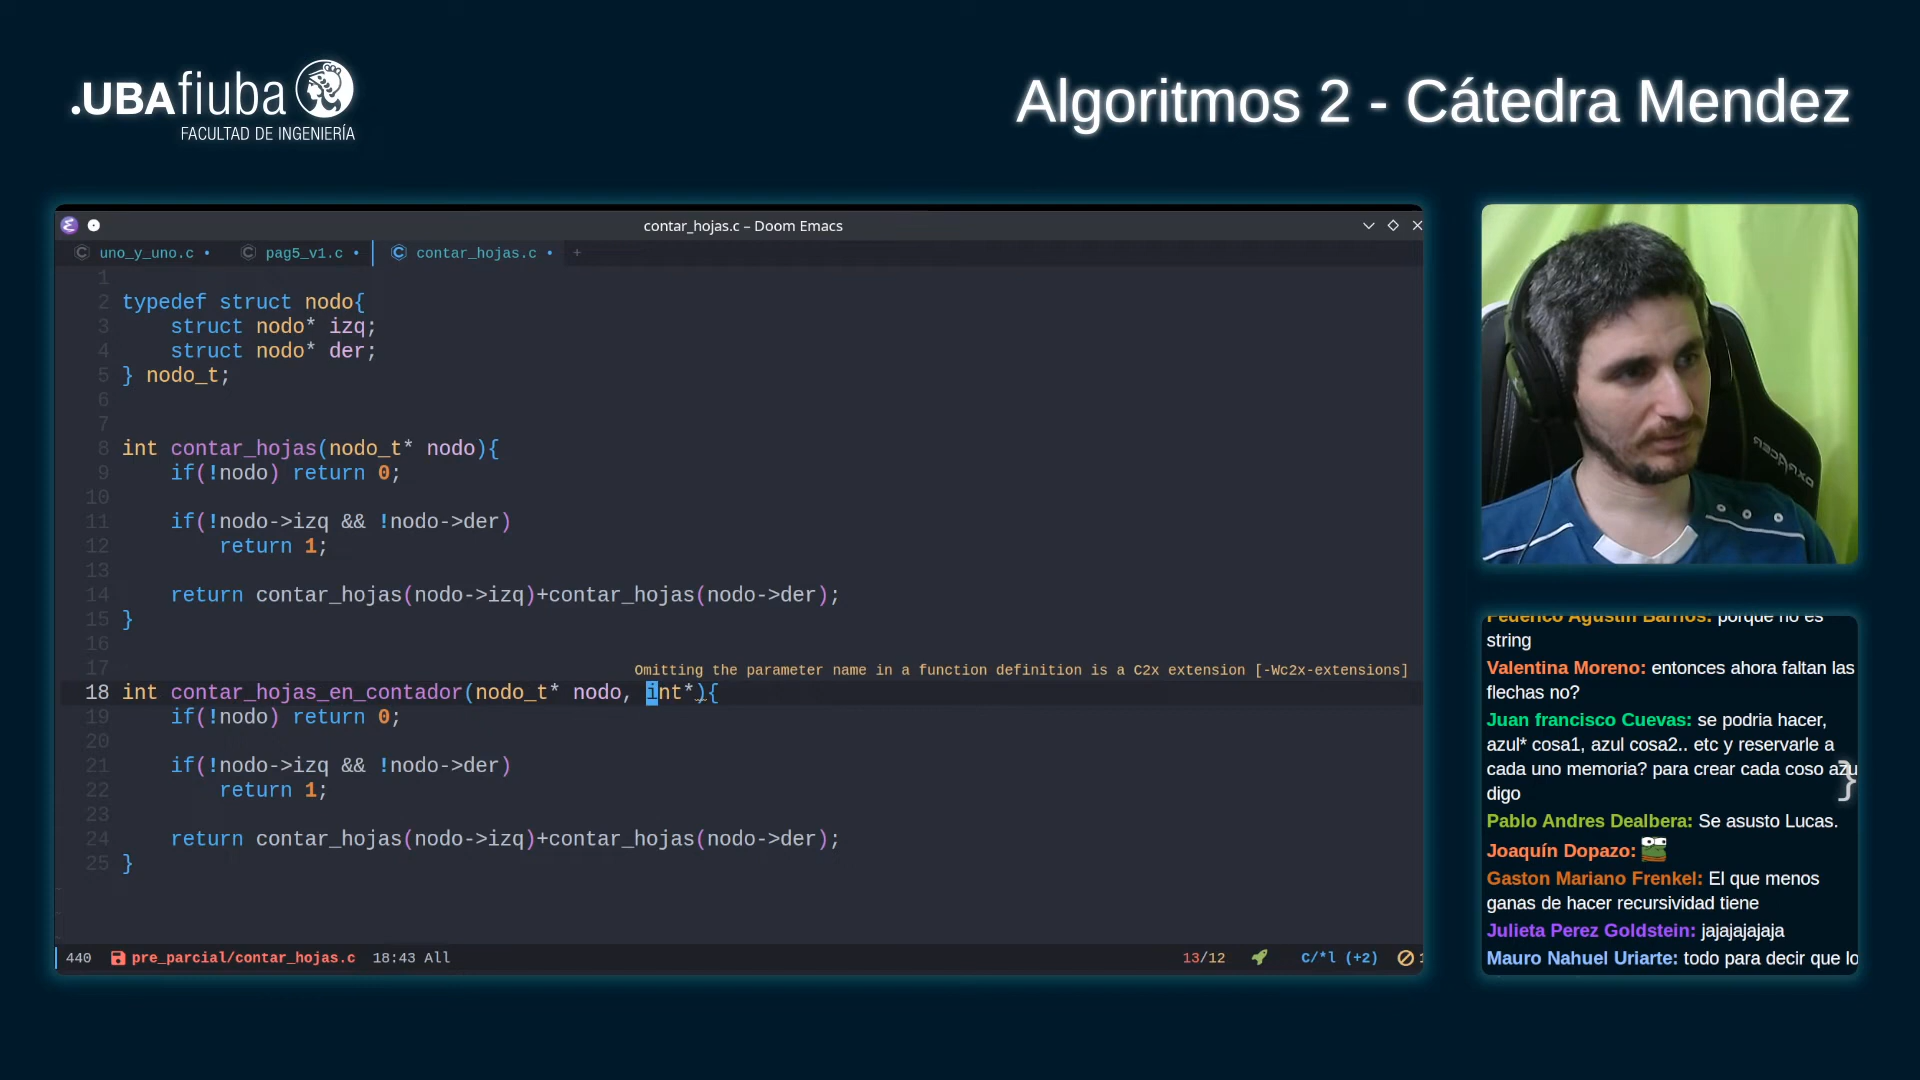 .UBAfiuba
FACULTAD DE INGENIERÍA
Algoritmos 2 - Cátedra Mendez
contar_hojas.c – Doom Emacs
uno_y_uno.c • pag5_v1.c • contar_hojas.c • +
1
2 typedef struct nodo{
3 struct nodo* izq;
4 struct nodo* der;
5 } nodo_t;
6
7
8 int contar_hojas(nodo_t* nodo){
9 if(!nodo) return 0;
10
11 if(!nodo->izq && !nodo->der)
12 return 1;
13
14 return contar_hojas(nodo->izq)+contar_hojas(nodo->der);
15 }
16
17 Omitting the parameter name in a function definition is a C2x extension [-Wc2x-extensions]
18 int contar_hojas_en_contador(nodo_t* nodo, int*){
19 if(!nodo) return 0;
20
21 if(!nodo->izq && !nodo->der)
22 return 1;
23
24 return contar_hojas(nodo->izq)+contar_hojas(nodo->der);
25 }
440 pre_parcial/contar_hojas.c 18:43 All 13/12 C/*l (+2) 1
Federico Agustin Barrios: porque no es
string
Valentina Moreno: entonces ahora faltan las
flechas no?
Juan francisco Cuevas: se podria hacer,
azul* cosa1, azul cosa2.. etc y reservarle a
cada uno memoria? para crear cada coso azu
digo
}
Pablo Andres Dealbera: Se asusto Lucas.
Joaquín Dopazo:
Gaston Mariano Frenkel: El que menos
ganas de hacer recursividad tiene
Julieta Perez Goldstein: jajajajajaja
Mauro Nahuel Uriarte: todo para decir que lo